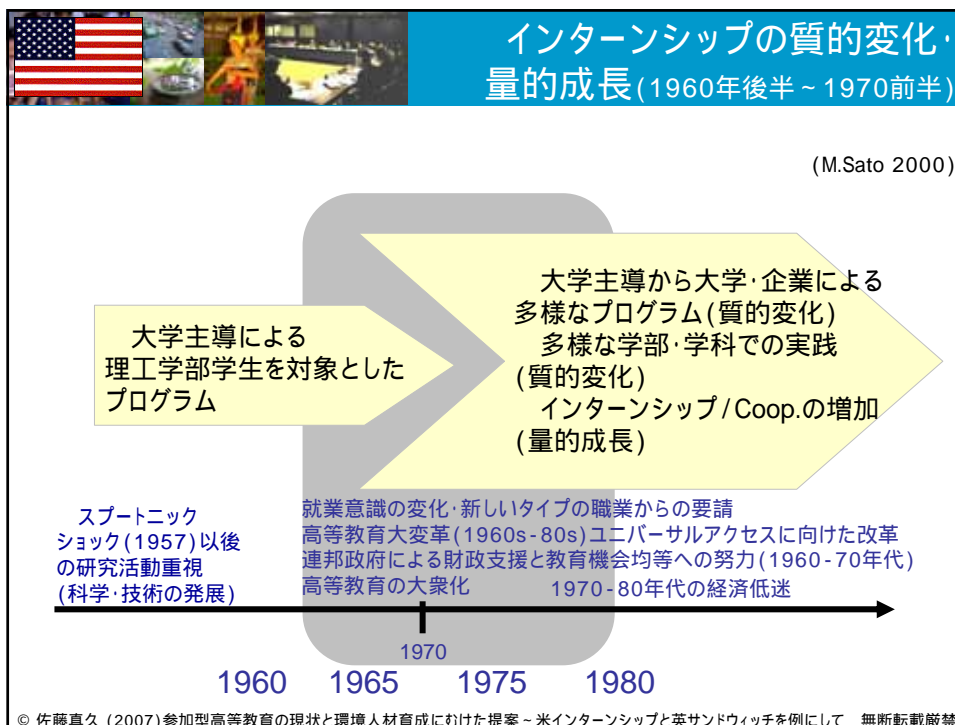 インターンシップの質的変化・
量的成長(1960年後半~1970前半)
(M.Sato 2000)
大学主導による
理工学部学生を対象とした
プログラム
大学主導から大学・企業による
多様なプログラム(質的変化)
多様な学部・学科での実践
(質的変化)
インターンシップ/Coop.の増加
(量的成長)
スプートニック
ショック(1957)以後
の研究活動重視
(科学・技術の発展)
就業意識の変化・新しいタイプの職業からの要請
高等教育大変革(1960s-80s)ユニバーサルアクセスに向けた改革
連邦政府による財政支援と教育機会均等への努力(1960-70年代)
高等教育の大衆化 1970-80年代の経済低迷
1970
1960 1965 1975 1980
© 佐藤真久 (2007)参加型高等教育の現状と環境人材育成にむけた提案~米インターンシップと英サンドウィッチを例にして 無断転載厳禁